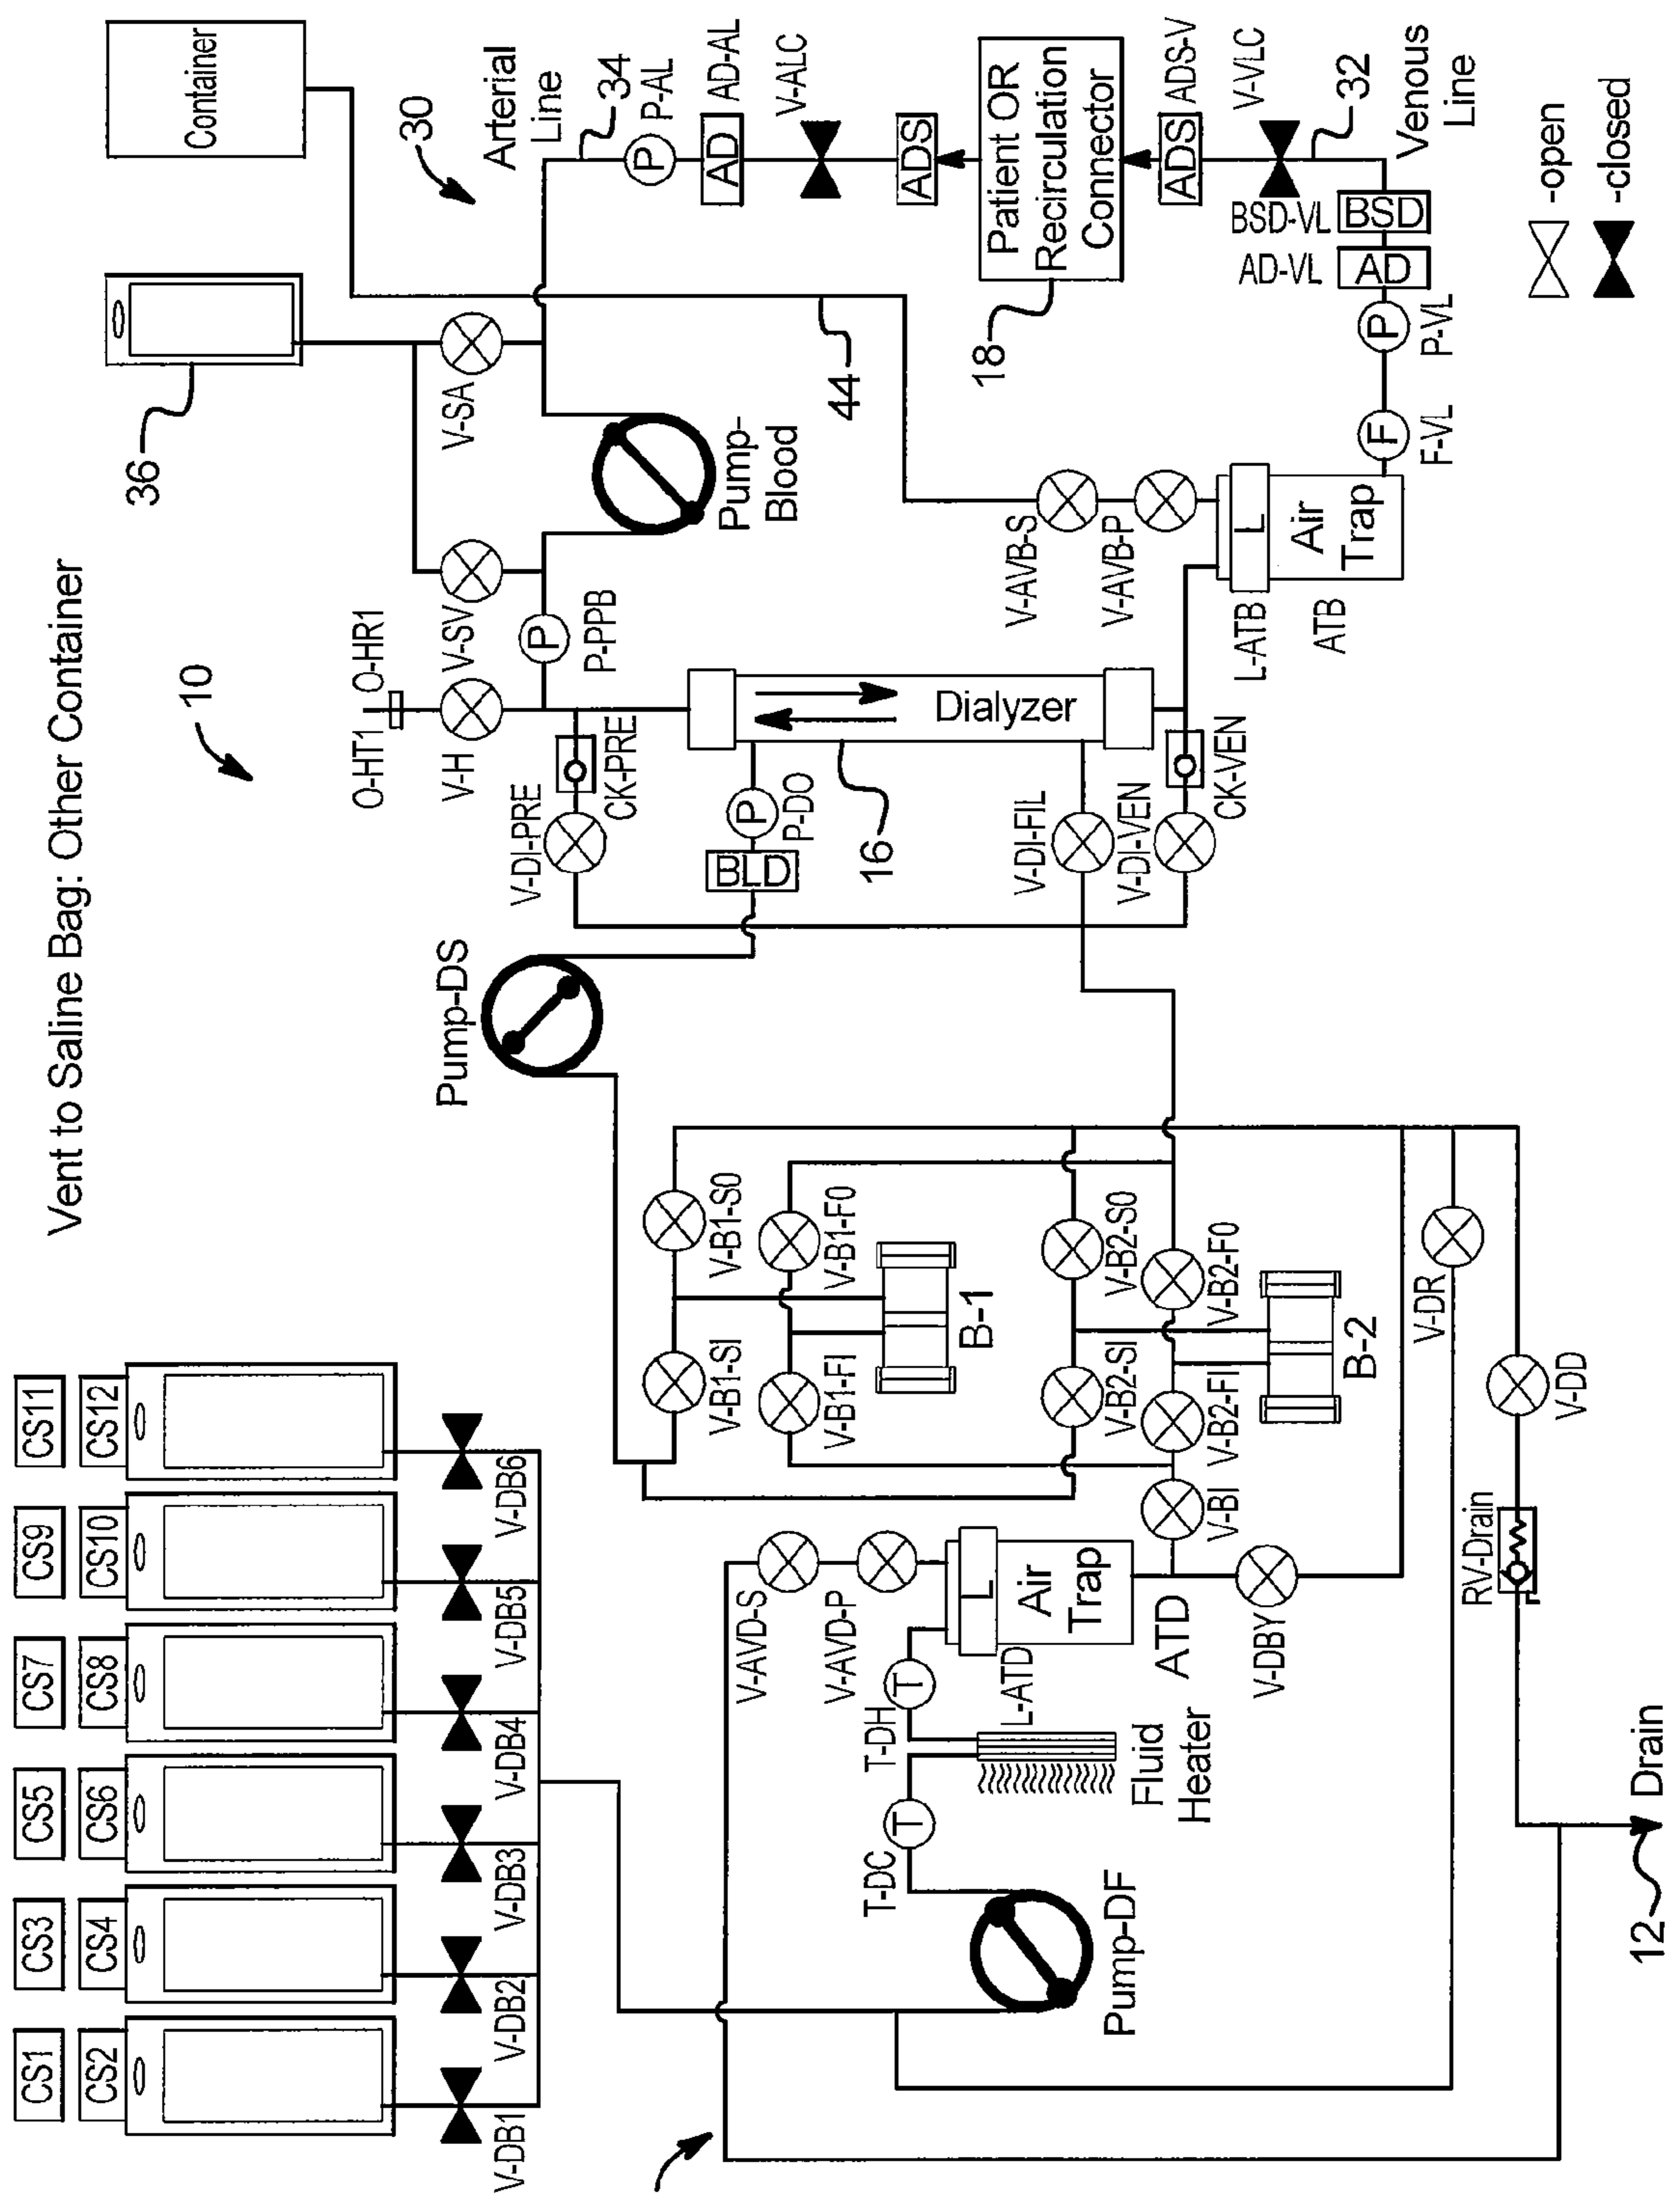 Vent to Saline Bag: Other Container
10
CS1
CS2
CS3
CS4
CS5
CS6
CS7
CS8
CS9
CS10
CS11
CS12
V-DB1
V-DB2
V-DB3
V-DB4
V-DB5
V-DB6
Pump-DS
O-HT1
O-HR1
V-H
V-SV
V-SA
36
Container
30
Arterial
Line
34
P
P-AL
AD
AD-AL
V-ALC
ADS
Patient OR
Recirculation
Connector
18
ADS
ADS-V
V-VLC
32
Venous
Line
BSD-VL
BSD
AD-VL
AD
P
P-VL
F
F-VL
44
Pump-
Blood
P
P-PPB
V-DI-PRE
CK-PRE
BLD
P
P-DO
16
Dialyzer
V-DI-FIL
V-DI-VEN
CK-VEN
V-AVB-S
V-AVB-P
L
Air
Trap
L-ATB
ATB
V-B1-S0
V-B1-SI
V-B1-F0
V-B1-FI
B-1
V-B2-S0
V-B2-SI
V-B2-F0
V-B2-FI
B-2
V-BI
V-AVD-S
V-AVD-P
L
Air
Trap
L-ATD
ATD
T
T-DH
T
T-DC
Fluid
Heater
Pump-DF
V-DBY
V-DR
V-DD
RV-Drain
12
Drain
-open
-closed